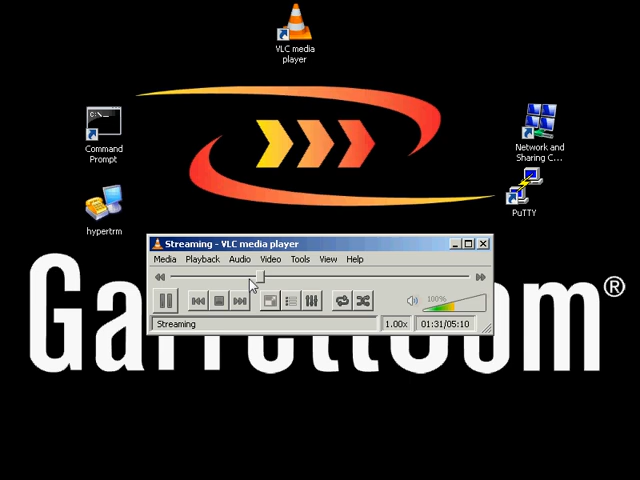 VLC media
player
C:\_
Command
Prompt
Network and
Sharing C...
hypertrm
PuTTY
Streaming - VLC media player
Media Playback Audio Video Tools View Help
100%
Streaming 1.00x 01:31/05:10
GarrettCom®